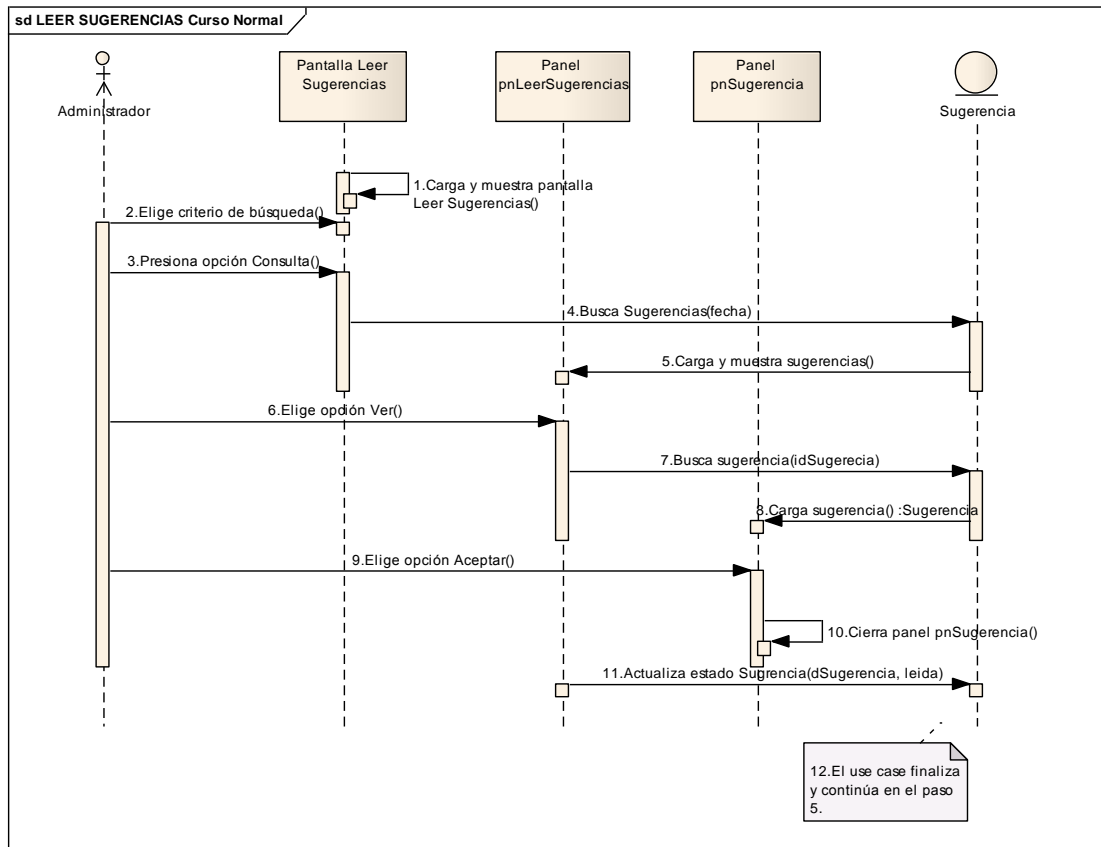 sd LEER SUGERENCIAS Curso Normal
Administrador
Pantalla Leer
Sugerencias
Panel
pnLeerSugerencias
Panel
pnSugerencia
Sugerencia
1.Carga y muestra pantalla
Leer Sugerencias()
2.Elige criterio de búsqueda()
3.Presiona opción Consulta()
4.Busca Sugerencias(fecha)
5.Carga y muestra sugerencias()
6.Elige opción Ver()
7.Busca sugerencia(idSugerecia)
8.Carga sugerencia() :Sugerencia
9.Elige opción Aceptar()
10.Cierra panel pnSugerencia()
11.Actualiza estado Sugrencia(dSugerencia, leida)
12.El use case finaliza
y continúa en el paso
5.